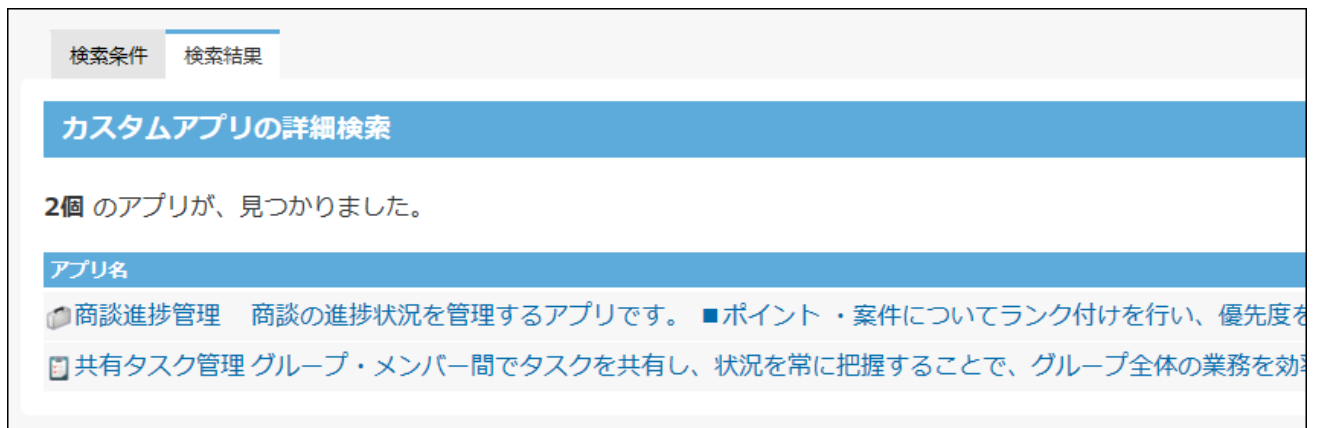 検索条件 検索結果
カスタムアプリの詳細検索
2個 のアプリが、見つかりました。
アプリ名
商談進捗管理 商談の進捗状況を管理するアプリです。 ■ポイント ・案件についてランク付けを行い、優先度を
共有タスク管理 グループ・メンバー間でタスクを共有し、状況を常に把握することで、グループ全体の業務を効